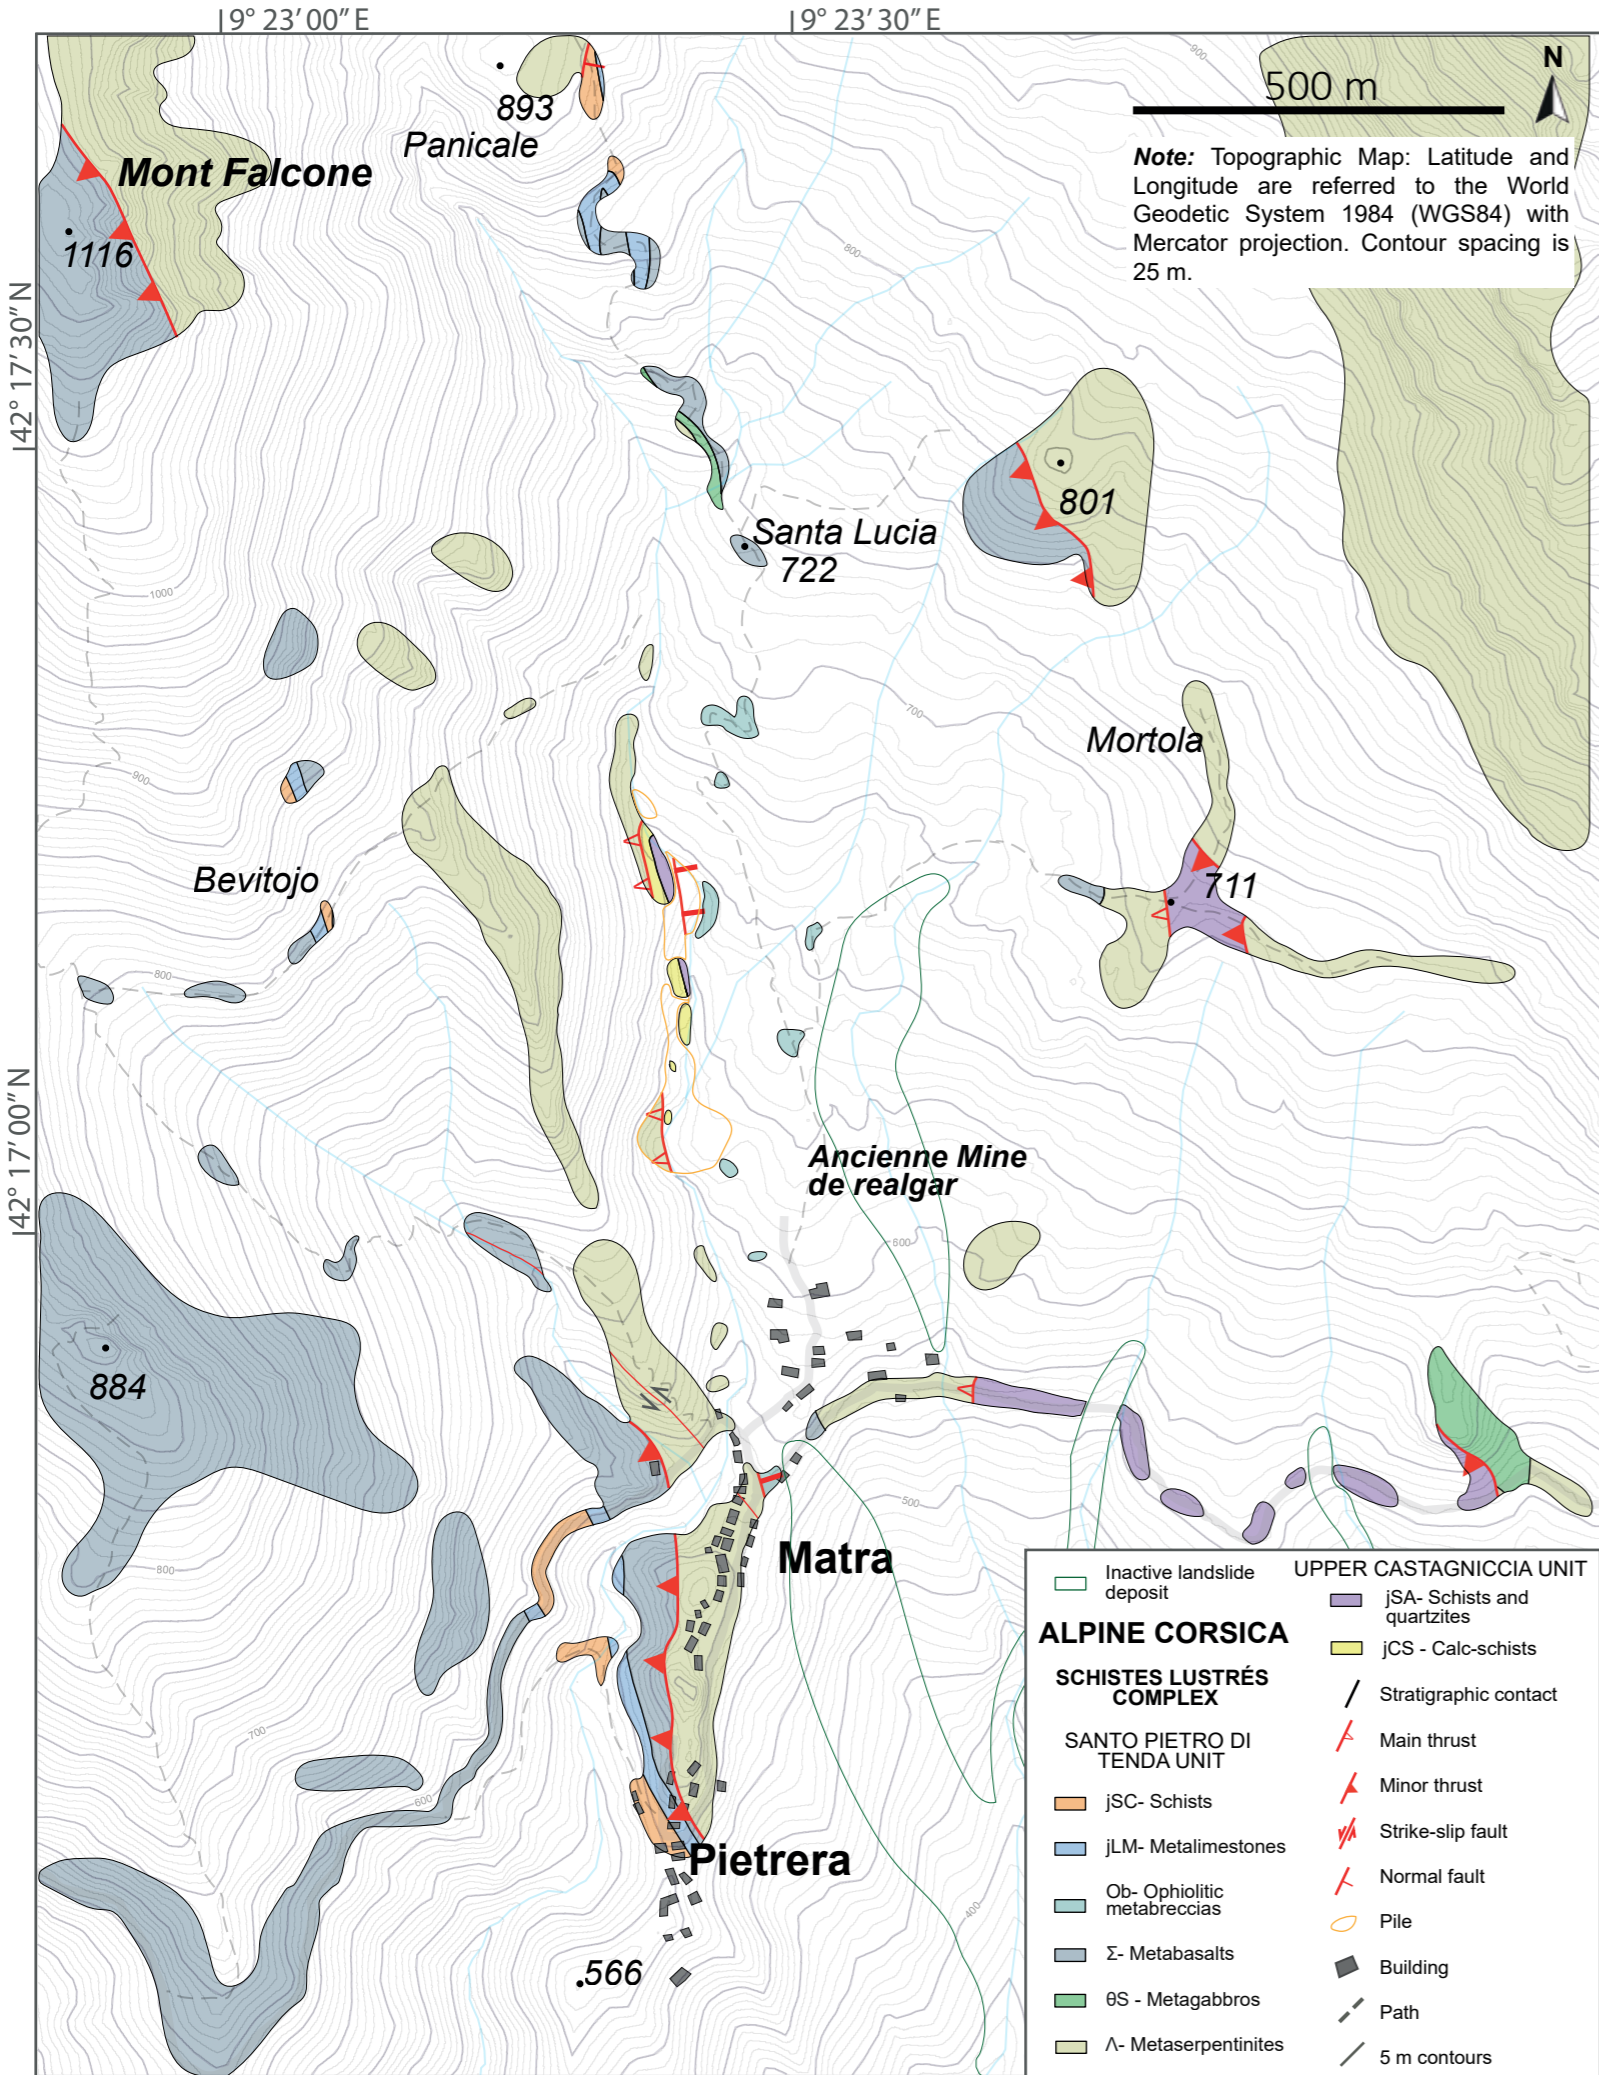 9° 23' 00" E
9° 23' 30" E
900
N
500 m
893
Panicale
Note: Topographic Map: Latitude and
Longitude are referred to the World
Geodetic System 1984 (WGS84) with
Mercator projection. Contour spacing is
25 m.
Mont Falcone
1116
800
42° 17' 30" N
801
Santa Lucia
722
1000
700
Mortola
900
Bevitojo
711
800
42° 17' 00" N
Ancienne Mine
de realgar
600
884
500
Matra
800
700
600
Pietrera
566
400
Inactive landslide
deposit
ALPINE CORSICA
SCHISTES LUSTRÉS
COMPLEX
SANTO PIETRO DI
TENDA UNIT
jSC- Schists
jLM- Metalimestones
Ob- Ophiolitic
metabreccias
Σ- Metabasalts
θS - Metagabbros
Λ- Metaserpentinites
UPPER CASTAGNICCIA UNIT
jSA- Schists and
quartzites
jCS - Calc-schists
Stratigraphic contact
Main thrust
Minor thrust
Strike-slip fault
Normal fault
Pile
Building
Path
5 m contours